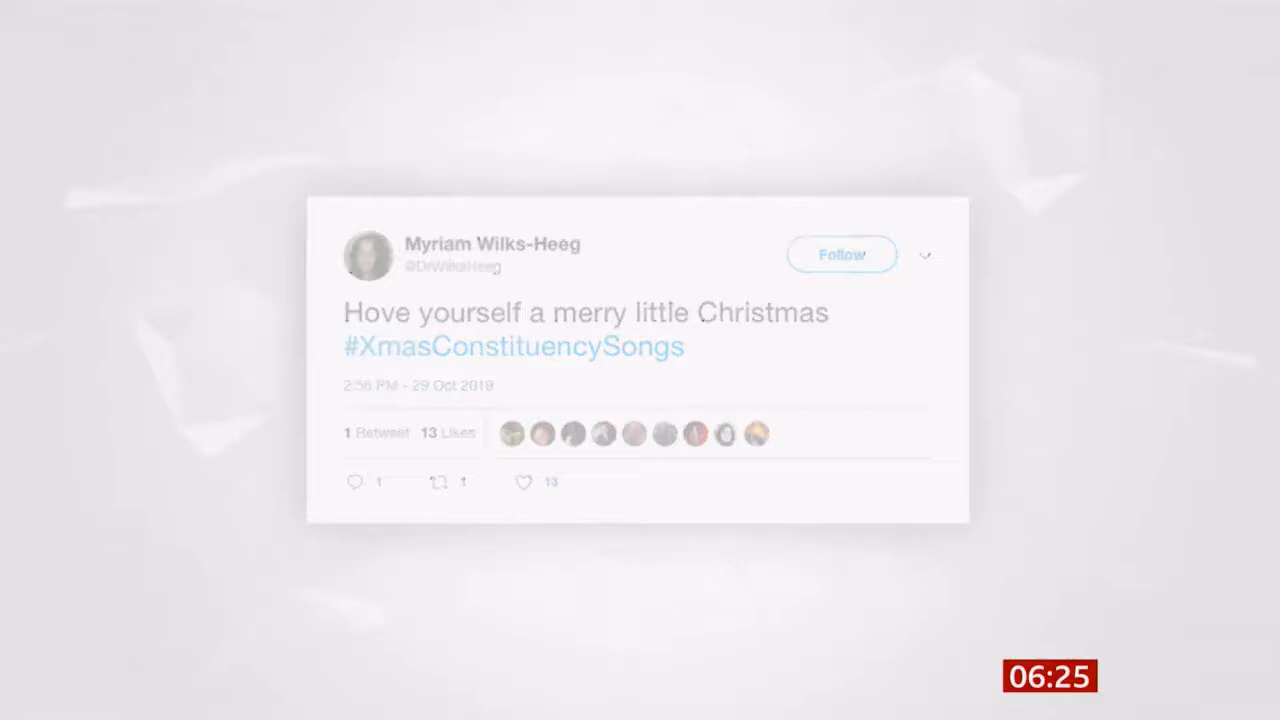 Myriam Wilks-Heeg
@DrWilksHeeg
Follow
Hove yourself a merry little Christmas
#XmasConstituencySongs
2:56 PM - 29 Oct 2019
1 Retweet 13 Likes
1 1 13
06:25